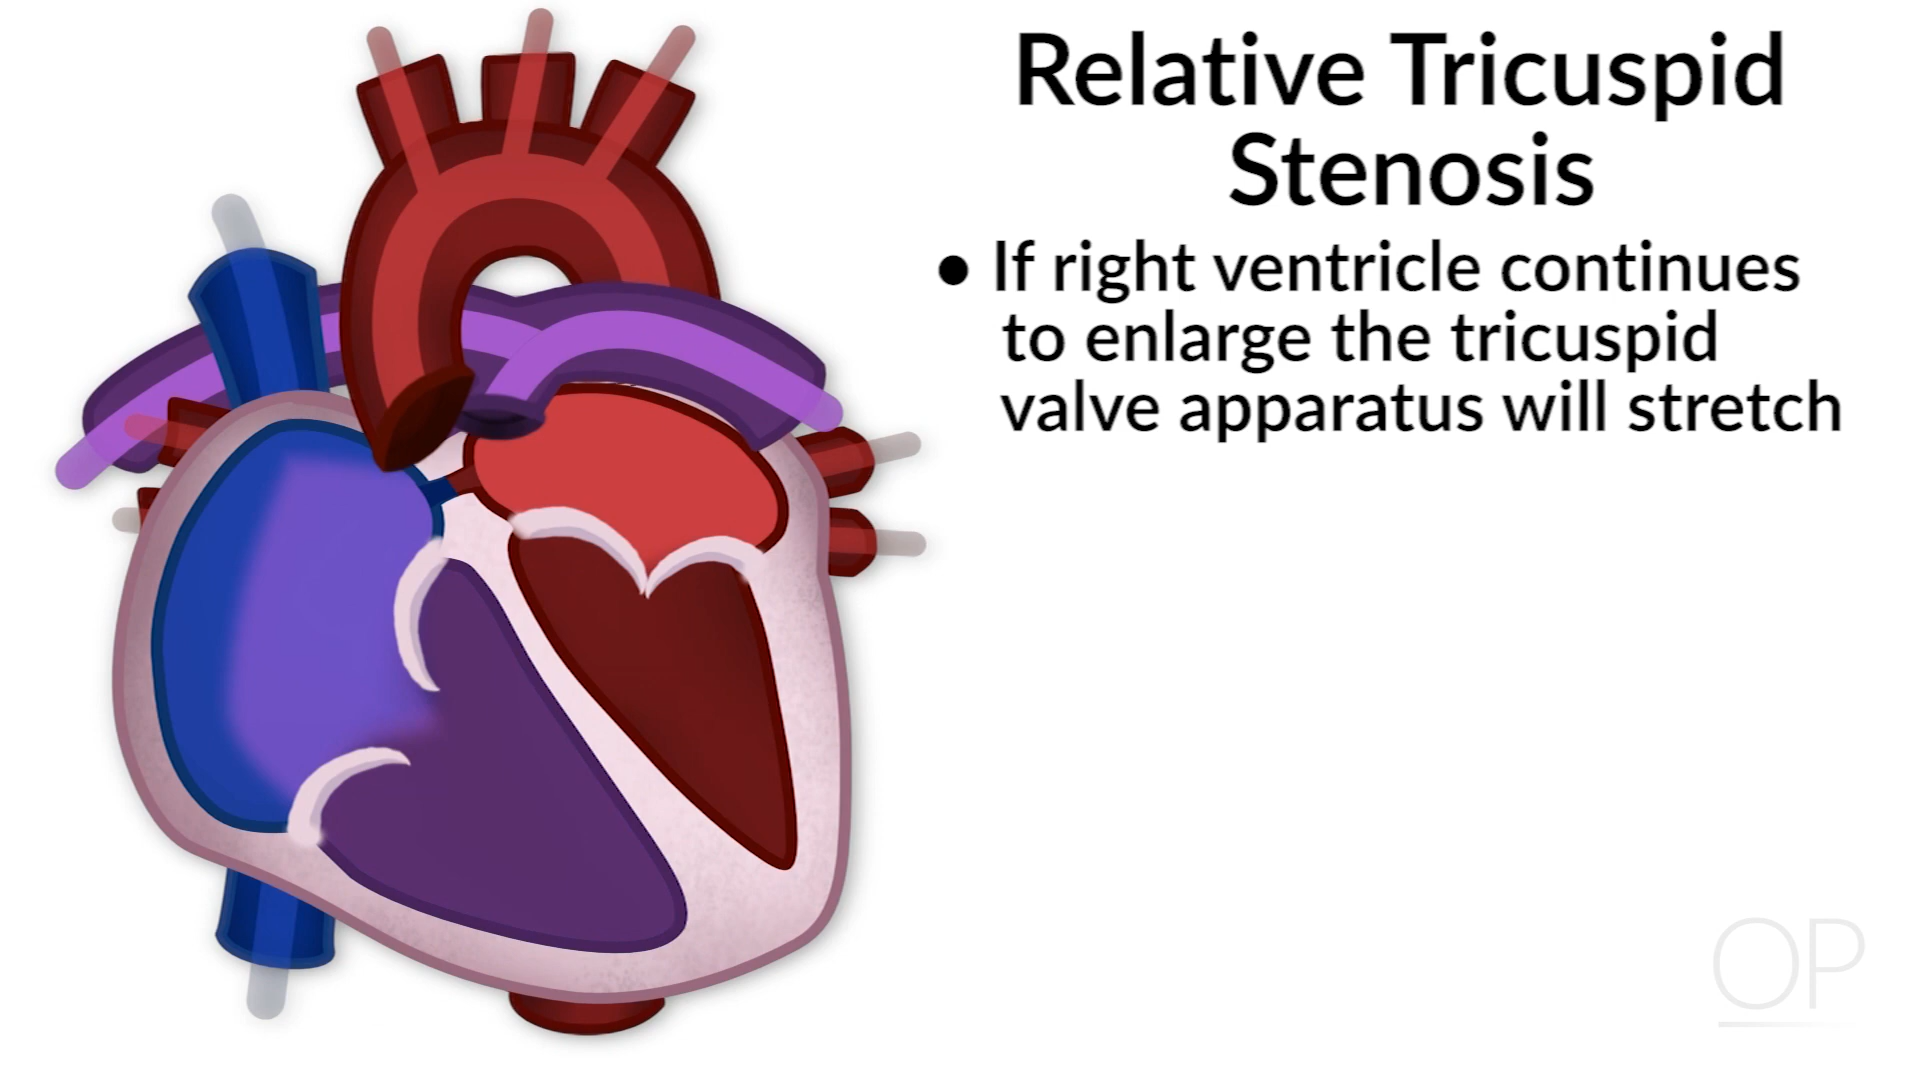 Relative Tricuspid
Stenosis
• If right ventricle continues
to enlarge the tricuspid
valve apparatus will stretch
OP